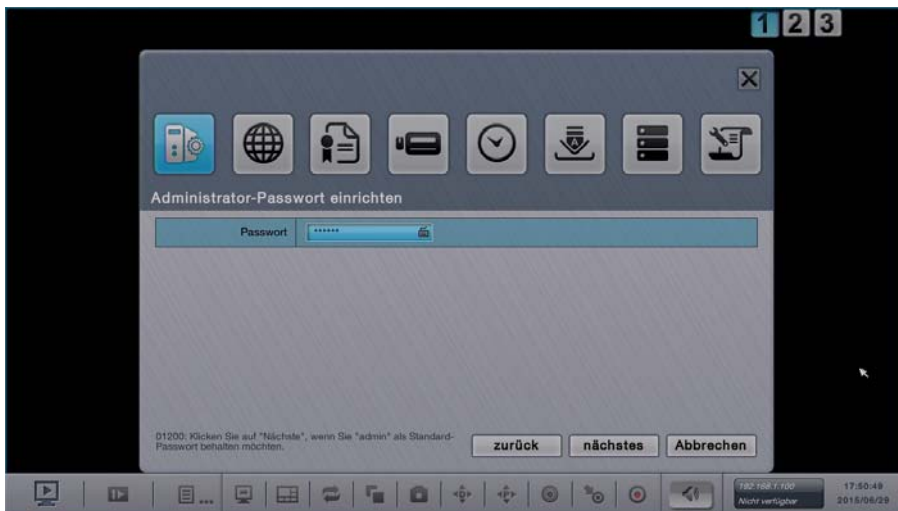 1 2 3
Administrator-Passwort einrichten
Passwort ******
01200: Klicken Sie auf "Nächste", wenn Sie "admin" als Standard-
Passwort behalten möchten.
zurück nächstes Abbrechen
192.168.1.100 17:50:49
Nicht verfügbar 2015/06/29